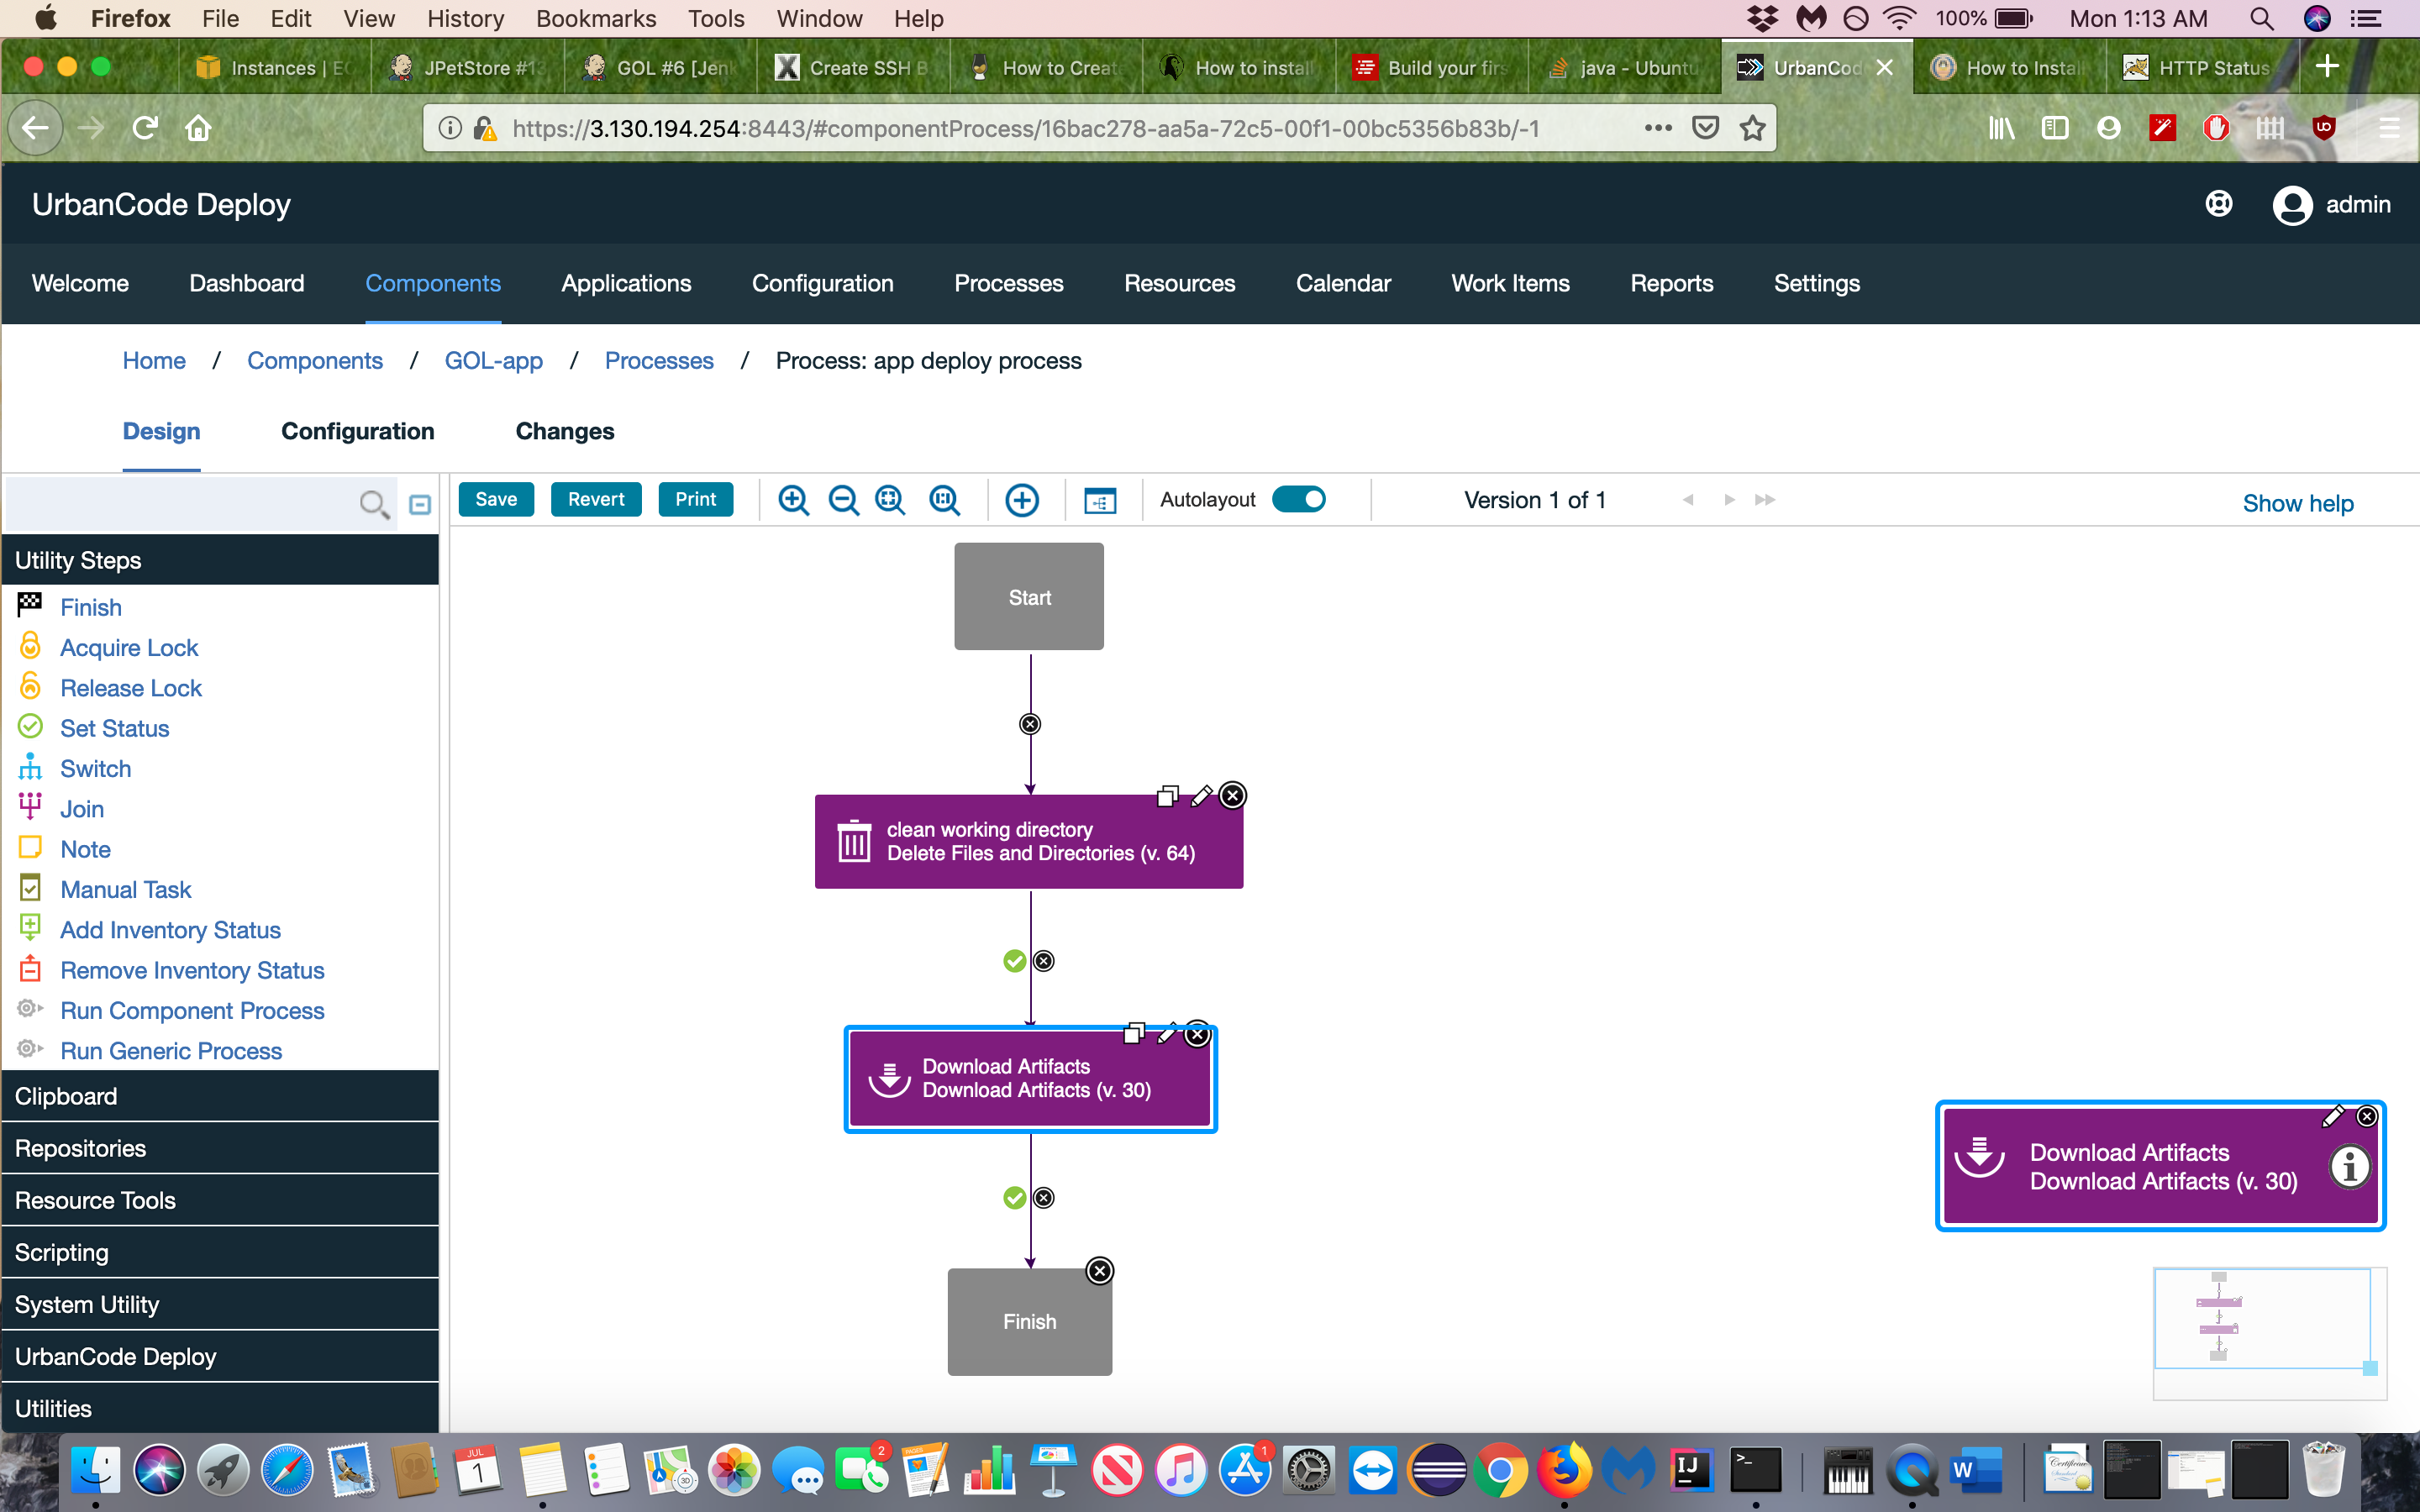 Firefox File Edit View History Bookmarks Tools Window Help 100% Mon 1:13 AM
Instances | EC JPetStore #13 GOL #6 [Jenk Create SSH B How to Creat How to instal Build your firs java - Ubuntu UrbanCod How to Instal HTTP Status
https://3.130.194.254:8443/#componentProcess/16bac278-aa5a-72c5-00f1-00bc5356b83b/-1
UrbanCode Deploy
admin
Welcome Dashboard Components Applications Configuration Processes Resources Calendar Work Items Reports Settings
Home / Components / GOL-app / Processes / Process: app deploy process
Design Configuration Changes
Save Revert Print Autolayout Version 1 of 1 Show help
Utility Steps
Finish
Acquire Lock
Release Lock
Set Status
Switch
Join
Note
Manual Task
Add Inventory Status
Remove Inventory Status
Run Component Process
Run Generic Process
Clipboard
Repositories
Resource Tools
Scripting
System Utility
UrbanCode Deploy
Utilities
Start
clean working directory
Delete Files and Directories (v. 64)
Download Artifacts
Download Artifacts (v. 30)
Finish
Download Artifacts
Download Artifacts (v. 30)
JUL
1
2
1